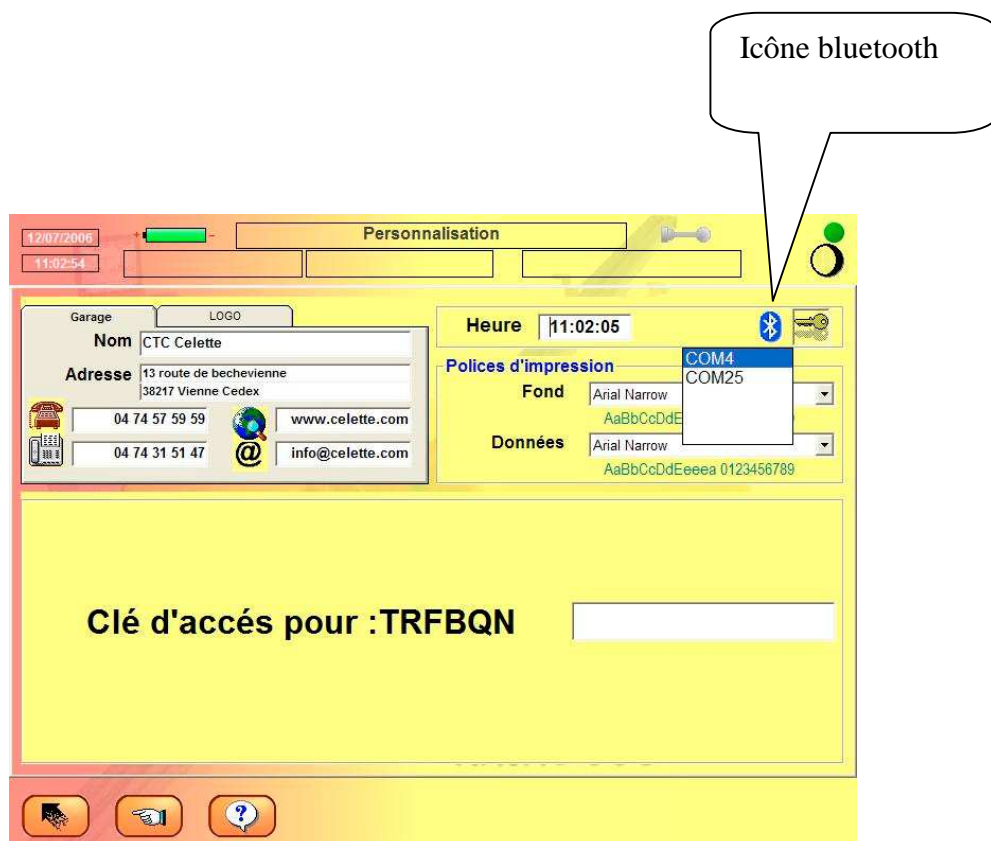 Icône bluetooth
12/07/2006
+ -
Personnalisation
11:02:54
Garage
LOGO
Nom
CTC Celette
Adresse
13 route de bechevienne
38217 Vienne Cedex
04 74 57 59 59
www.celette.com
04 74 31 51 47
@
info@celette.com
Heure
11:02:05
COM4
COM25
Polices d'impression
Fond
Arial Narrow
AaBbCcDdE
Données
Arial Narrow
AaBbCcDdEeeea 0123456789
Clé d'accés pour :TRFBQN
?